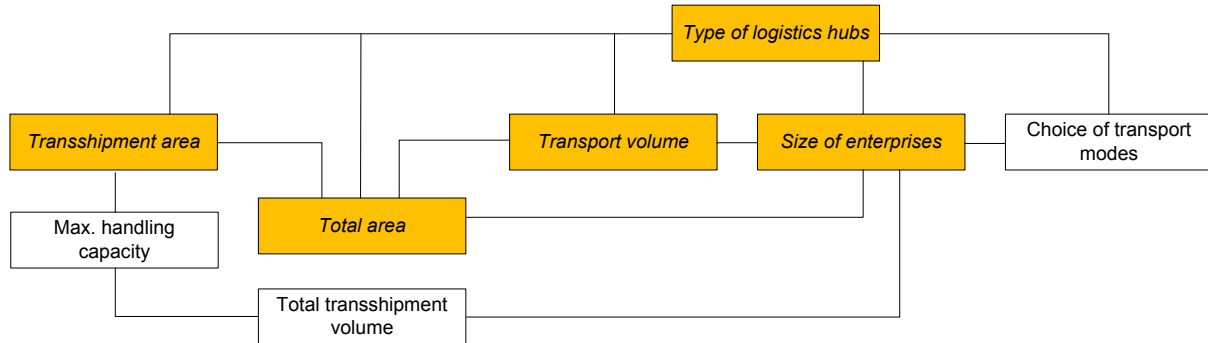 Type of logistics hubs
Transshipment area
Transport volume
Size of enterprises
Choice of transport
modes
Max. handling
capacity
Total area
Total transshipment
volume